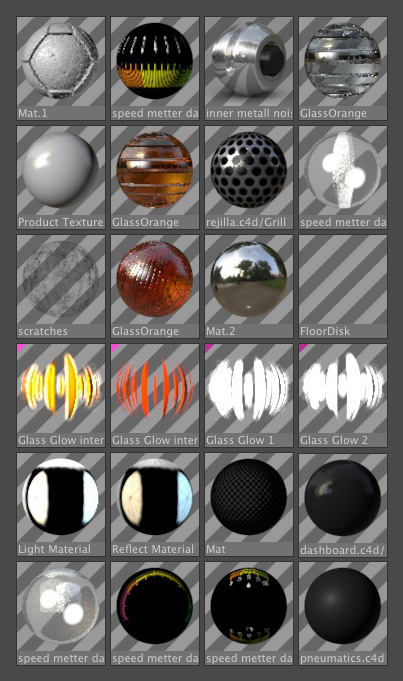 Mat.1
speed metter da
inner metall nois
GlassOrange
Product Texture
GlassOrange
rejilla.c4d/Grill
speed metter da
scratches
GlassOrange
Mat.2
FloorDisk
Glass Glow inter
Glass Glow inter
Glass Glow 1
Glass Glow 2
Light Material
Reflect Material
Mat
dashboard.c4d/
speed metter da
speed metter da
speed metter da
pneumatics.c4d